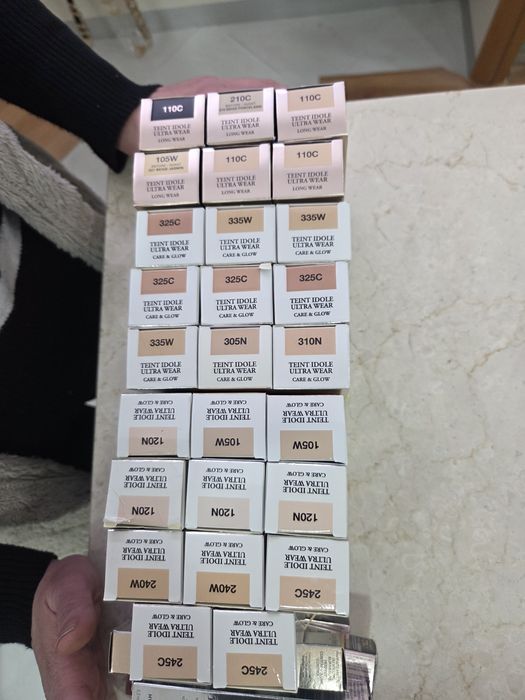 110C
TEINT IDOLE
ULTRA WEAR
LONG WEAR
210C
TEINT IDOLE
ULTRA WEAR
LONG WEAR
110C
TEINT IDOLE
ULTRA WEAR
LONG WEAR
105W
TEINT IDOLE
ULTRA WEAR
LONG WEAR
110C
TEINT IDOLE
ULTRA WEAR
LONG WEAR
110C
TEINT IDOLE
ULTRA WEAR
LONG WEAR
325C
TEINT IDOLE
ULTRA WEAR
CARE & GLOW
335W
TEINT IDOLE
ULTRA WEAR
CARE & GLOW
335W
TEINT IDOLE
ULTRA WEAR
CARE & GLOW
325C
TEINT IDOLE
ULTRA WEAR
CARE & GLOW
325C
TEINT IDOLE
ULTRA WEAR
CARE & GLOW
325C
TEINT IDOLE
ULTRA WEAR
CARE & GLOW
335W
TEINT IDOLE
ULTRA WEAR
CARE & GLOW
305N
TEINT IDOLE
ULTRA WEAR
CARE & GLOW
310N
TEINT IDOLE
ULTRA WEAR
CARE & GLOW
120N
TEINT IDOLE
ULTRA WEAR
CARE & GLOW
105W
TEINT IDOLE
ULTRA WEAR
CARE & GLOW
105W
TEINT IDOLE
ULTRA WEAR
CARE & GLOW
120N
TEINT IDOLE
ULTRA WEAR
CARE & GLOW
120N
TEINT IDOLE
ULTRA WEAR
CARE & GLOW
120N
TEINT IDOLE
ULTRA WEAR
CARE & GLOW
240W
TEINT IDOLE
ULTRA WEAR
CARE & GLOW
240W
TEINT IDOLE
ULTRA WEAR
CARE & GLOW
245C
TEINT IDOLE
ULTRA WEAR
CARE & GLOW
245C
TEINT IDOLE
ULTRA WEAR
CARE & GLOW
245C
TEINT IDOLE
ULTRA WEAR
CARE & GLOW